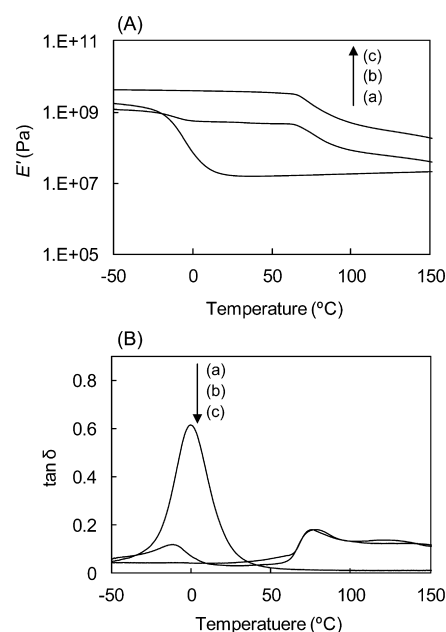 (A)
1.E+11
1.E+09
1.E+07
1.E+05
E' (Pa)
(c)
(b)
(a)
-50
0
50
100
150
Temperature (ºC)
(B)
0.8
0.6
0.4
0.2
0
tan δ
(a)
(b)
(c)
-50
0
50
100
150
Temperatuere(ºC)